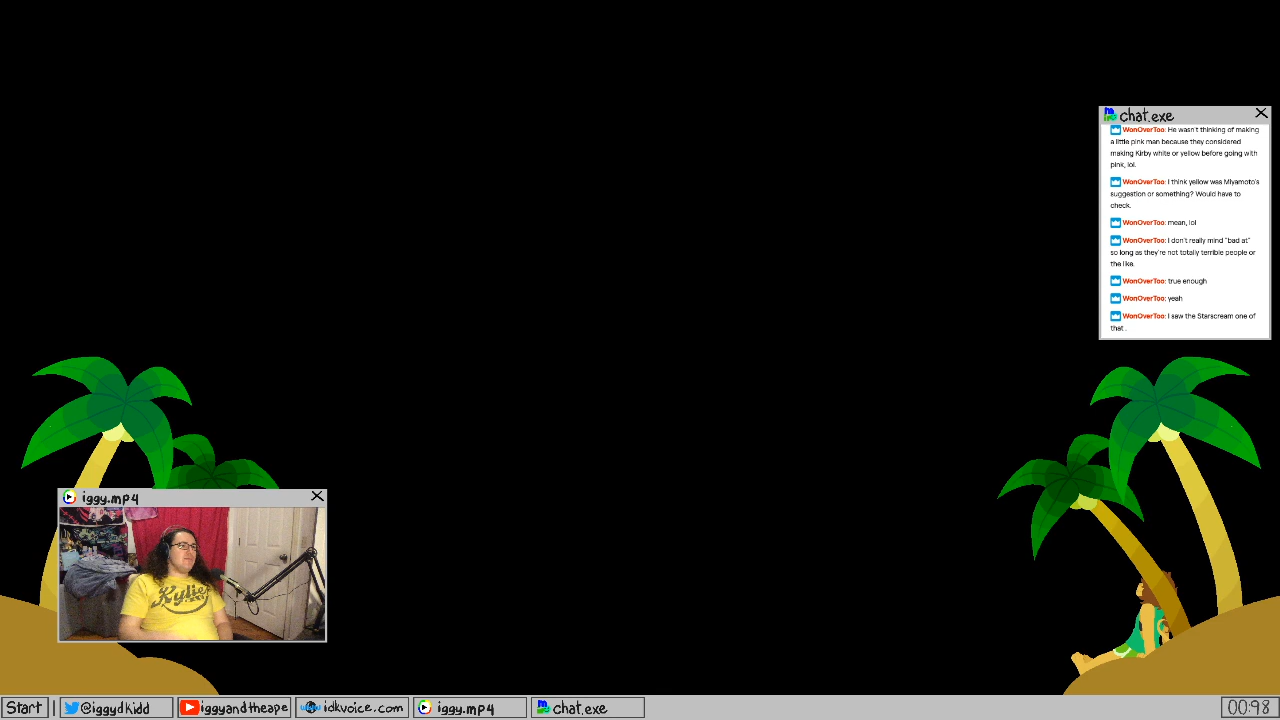 chat.exe
WonOverToo: He wasn't thinking of making
a little pink man because they considered
making Kirby white or yellow before going with
pink, lol.
WonOverToo: I think yellow was Miyamoto's
suggestion or something? Would have to
check.
WonOverToo: mean, lol
WonOverToo: I don't really mind "bad at"
so long as they're not totally terrible people or
the like.
WonOverToo: true enough
WonOverToo: yeah
WonOverToo: I saw the Starscream one of
that .
iggy.mp4
Kylie
Start | @iggydkidd iggyandtheape www idkvoice.com iggy.mp4 chat.exe 00:98